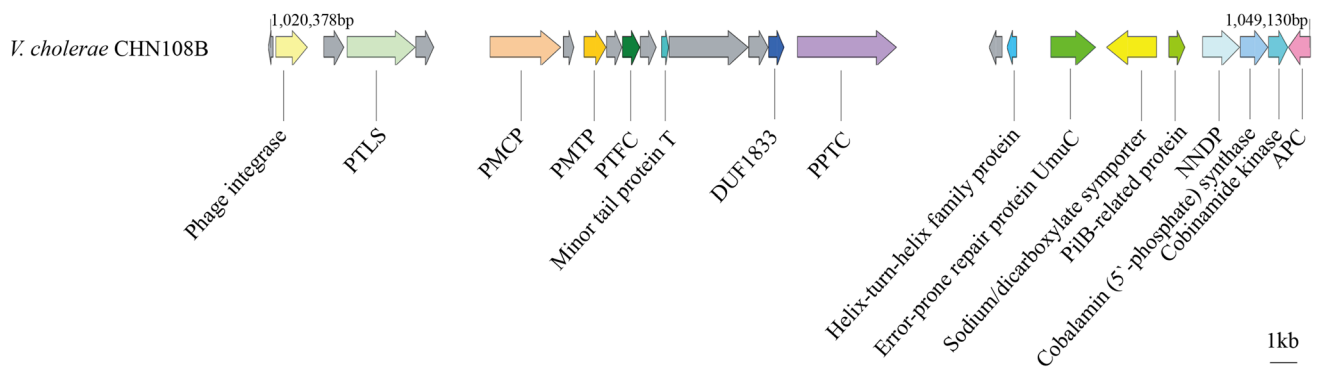 1,020,378bp
1,049,130bp
V. cholerae CHN108B
Phage integrase
PTLS
PMCP
PMTP
PTFC
Minor tail protein T
DUF1833
PPTC
Helix-turn-helix family protein
Error-prone repair protein UmuC
Sodium/dicarboxylate symporter
PilB-related protein
NNDP
Cobalamin (5`-phosphate) synthase
Cobinamide kinase
APC
1kb